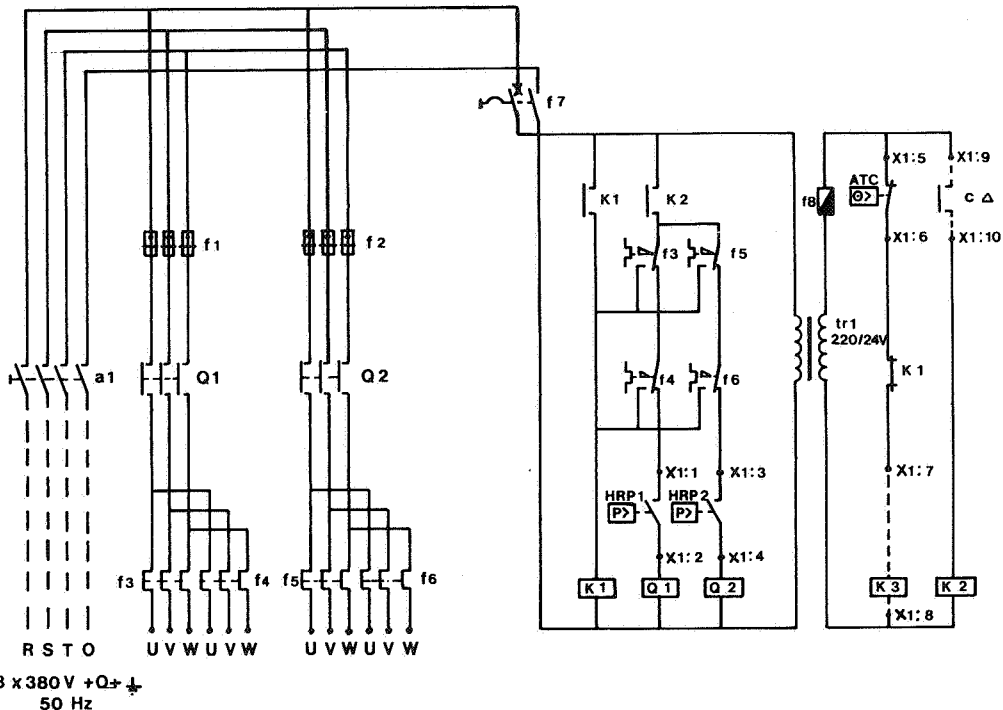 f7
K1 K2
f8 ATC X1:5 X1:9
Θ> C Δ
X1:6 X1:10
f1 f2
f3 f5
tr1
220/24V
a1 Q1 Q2
f4 f6
K1
X1:1 X1:3
X1:7
HRP1 HRP2
P> P>
X1:2 X1:4
f3 f4 f5 f6
K1 Q1 Q2 K3 K2
X1:8
R S T O U V W U V W U V W U V W
3 x 380V +O+
50 Hz